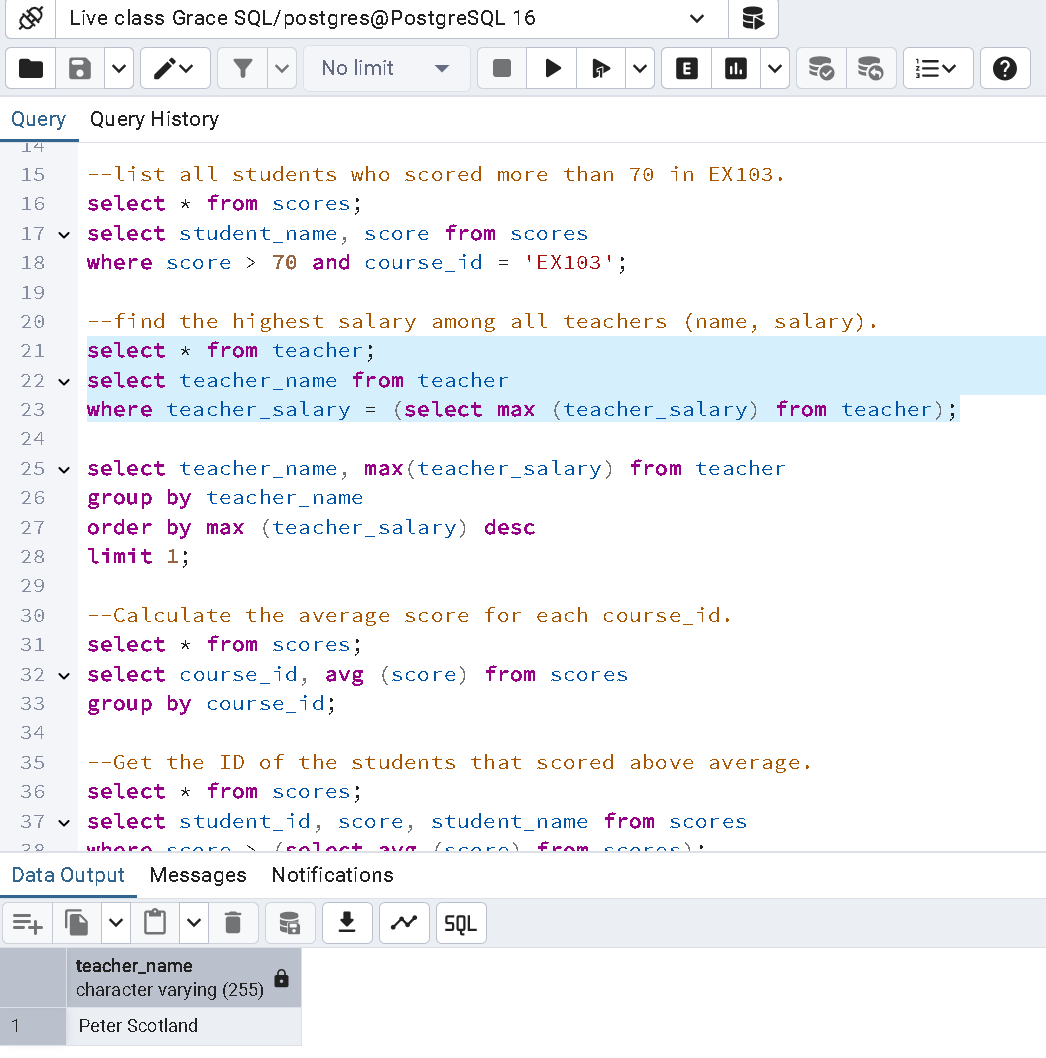 Live class Grace SQL/postgres@PostgreSQL 16
No limit
E
Query Query History
14
15 --list all students who scored more than 70 in EX103.
16 select * from scores;
17 select student_name, score from scores
18 where score > 70 and course_id = 'EX103';
19
20 --find the highest salary among all teachers (name, salary).
21 select * from teacher;
22 select teacher_name from teacher
23 where teacher_salary = (select max (teacher_salary) from teacher);
24
25 select teacher_name, max(teacher_salary) from teacher
26 group by teacher_name
27 order by max (teacher_salary) desc
28 limit 1;
29
30 --Calculate the average score for each course_id.
31 select * from scores;
32 select course_id, avg (score) from scores
33 group by course_id;
34
35 --Get the ID of the students that scored above average.
36 select * from scores;
37 select student_id, score, student_name from scores
38 where score > (select avg (score) from scores);
Data Output Messages Notifications
SQL
teacher_name
character varying (255)
1 Peter Scotland